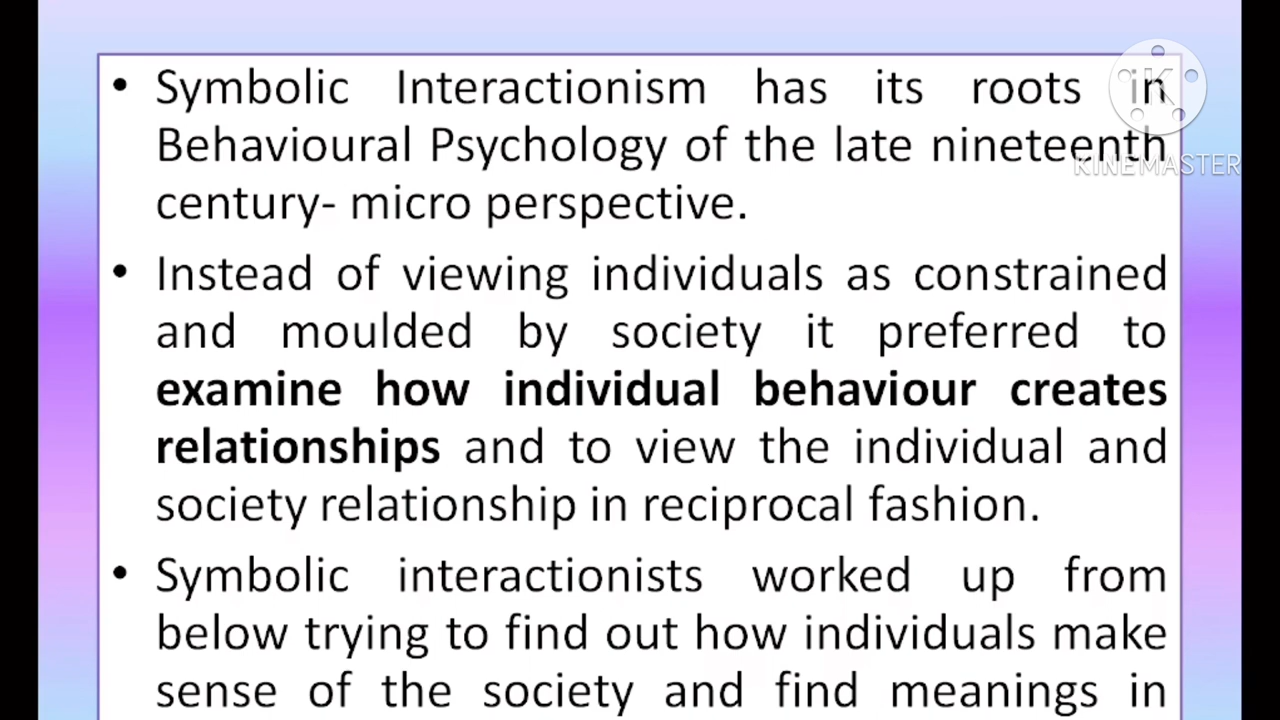 • Symbolic Interactionism has its roots in
Behavioural Psychology of the late nineteenth
century- micro perspective.
• Instead of viewing individuals as constrained
and moulded by society it preferred to
examine how individual behaviour creates
relationships and to view the individual and
society relationship in reciprocal fashion.
• Symbolic interactionists worked up from
below trying to find out how individuals make
sense of the society and find meanings in
K
KINEMASTER